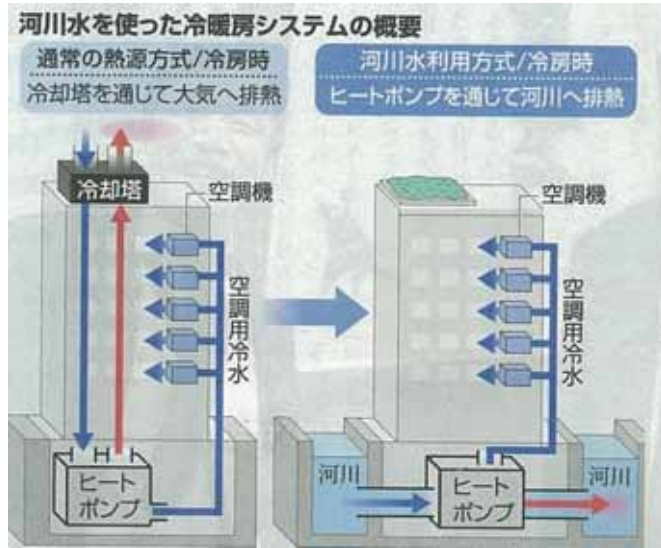 河川水を使った冷暖房システムの概要
通常の熱源方式/冷房時
冷却塔を通じて大気へ排熱
河川水利用方式/冷房時
ヒートポンプを通じて河川へ排熱
冷却塔
空調機
空調用冷水
ヒート
ポンプ
空調機
空調用冷水
河川
ヒート
ポンプ
河川